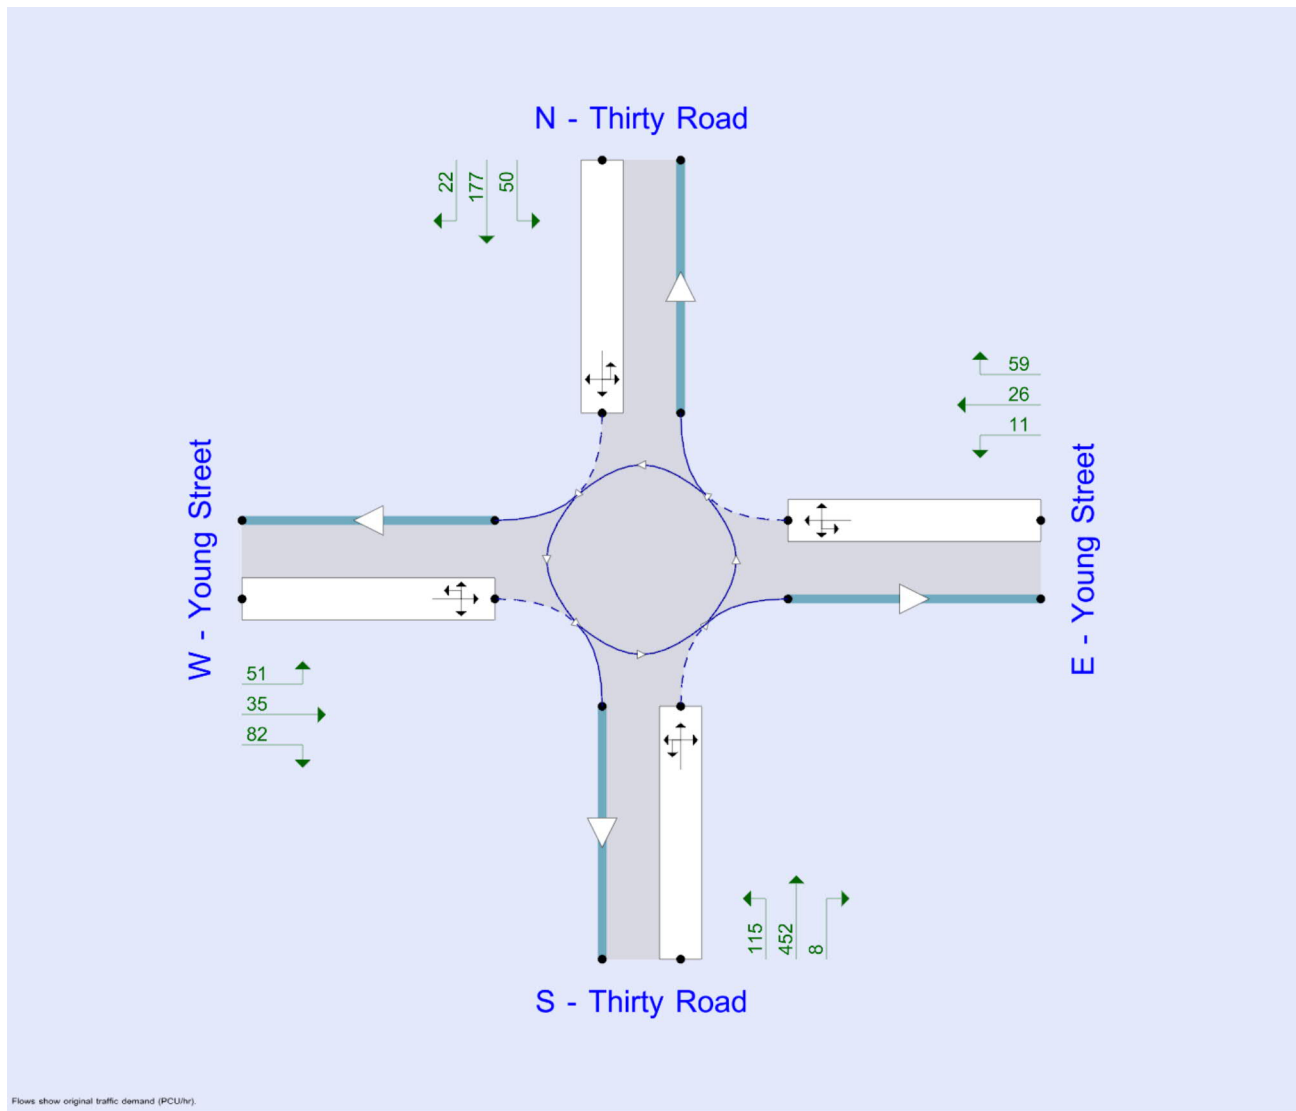 N - Thirty Road
22
177
50
59
26
11
W - Young Street
E - Young Street
51
35
82
115
452
8
S - Thirty Road
Flows show original traffic demand (PCU/hr).